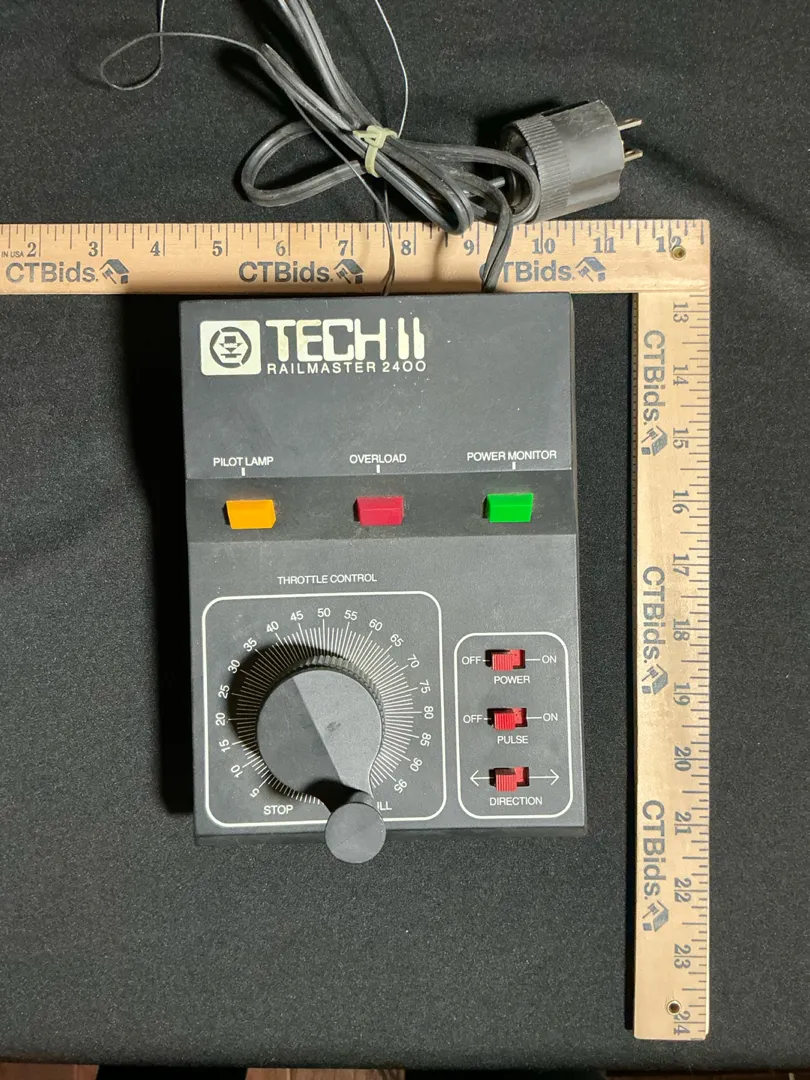 IN USA 2 3 4 5 6 7 8 9 10 11 12
CTBids. CTBids. CTBids.
TECH II
RAILMASTER 2400
PILOT LAMP OVERLOAD POWER MONITOR
THROTTLE CONTROL
5 10 15 20 25 30 35 40 45 50 55 60 65 70 75 80 85 90 95
STOP ILL
OFF ON
POWER
OFF ON
PULSE
DIRECTION
13 14 15 16 17 18 19 20 21 22 23 24
CTBids.
CTBids.
CTBids.